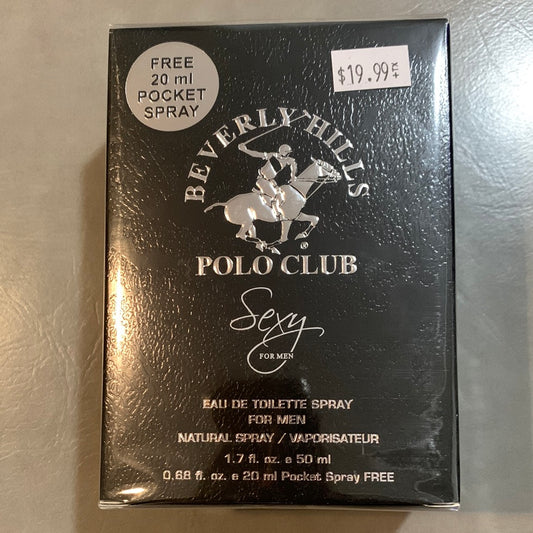 FREE
20 ml
POCKET
SPRAY
$19.99
BEVERLY HILLS
®
POLO CLUB
Sexy
FOR MEN
EAU DE TOILETTE SPRAY
FOR MEN
NATURAL SPRAY / VAPORISATEUR
1.7 fl. oz. e 50 ml
0.68 fl. oz. e 20 ml Pocket Spray FREE